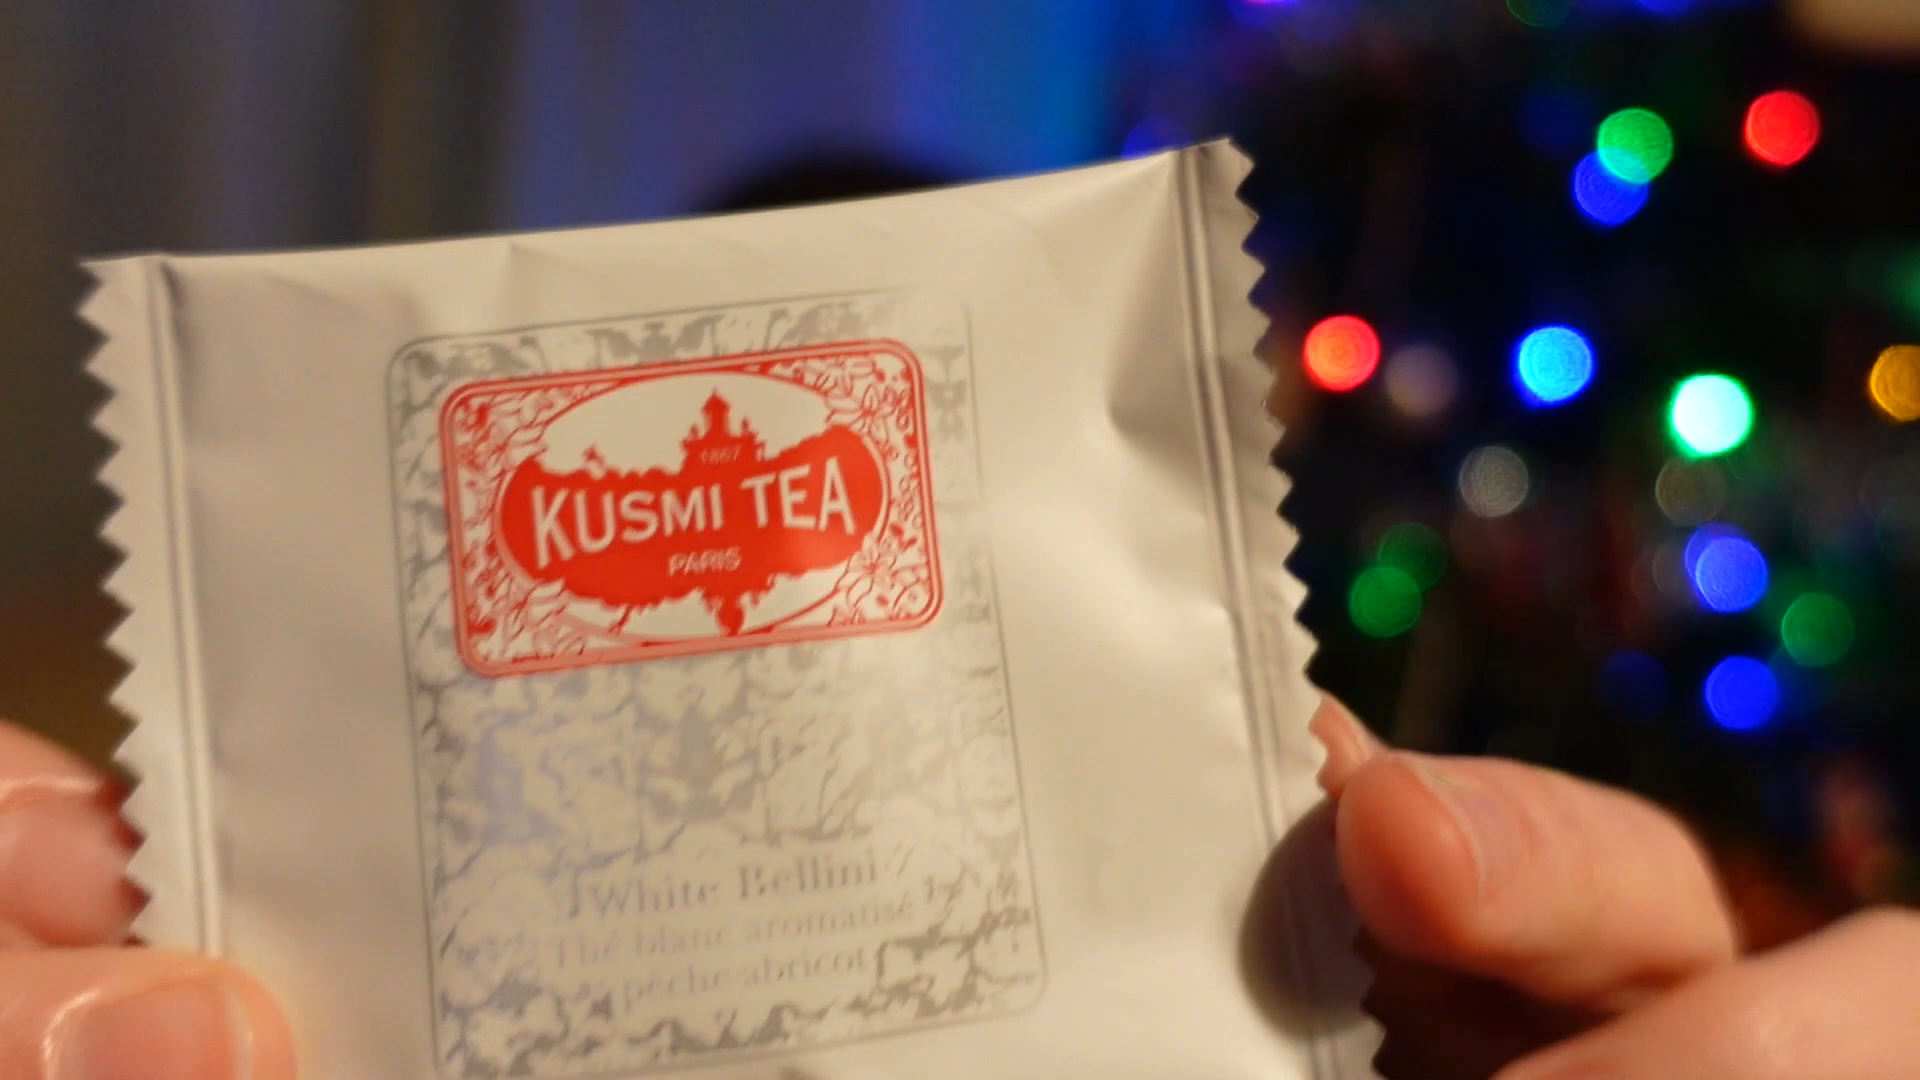 1867
KUSMI TEA
PARIS
White Bellini
Thé blanc aromatisé
pêche-abricot